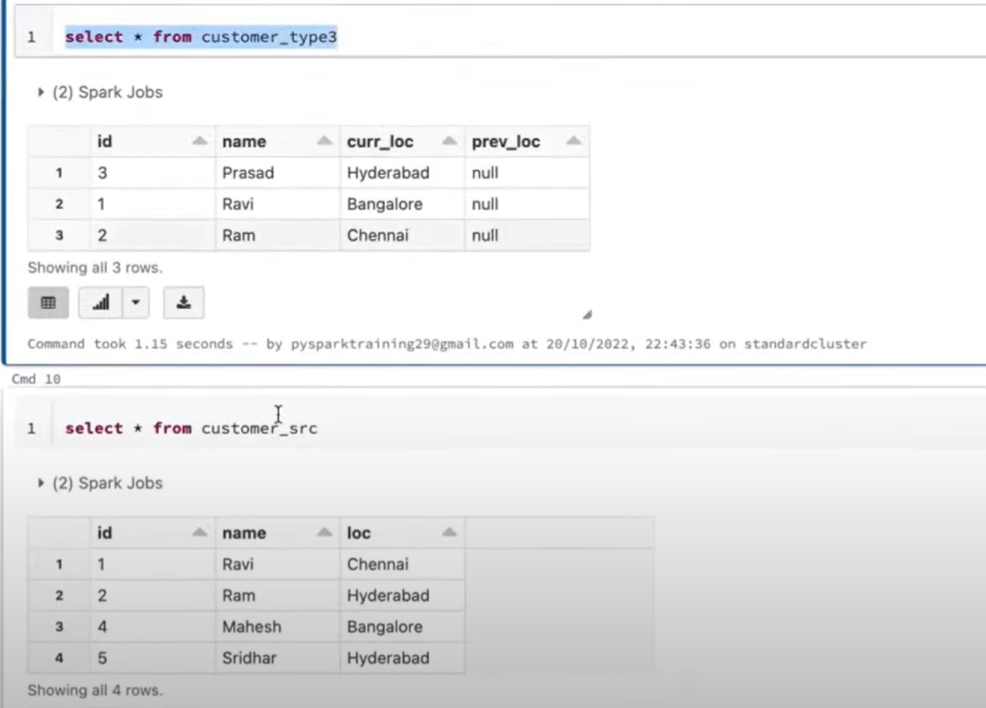 1 select * from customer_type3
(2) Spark Jobs
id name curr_loc prev_loc
1 3 Prasad Hyderabad null
2 1 Ravi Bangalore null
3 2 Ram Chennai null
Showing all 3 rows.
Command took 1.15 seconds -- by pysparktraining29@gmail.com at 20/10/2022, 22:43:36 on standardcluster
Cmd 10
1 select * from customer_src
(2) Spark Jobs
id name loc
1 1 Ravi Chennai
2 2 Ram Hyderabad
3 4 Mahesh Bangalore
4 5 Sridhar Hyderabad
Showing all 4 rows.